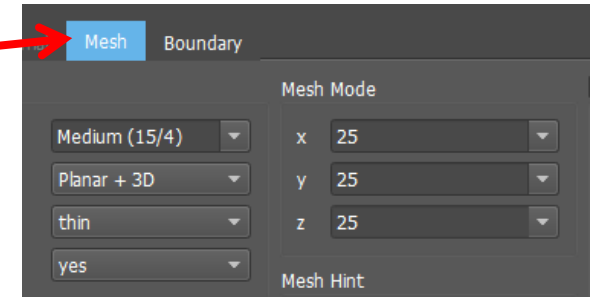 Mesh Boundary
Mesh Mode
Medium (15/4) x 25
Planar + 3D y 25
thin z 25
yes
Mesh Hint